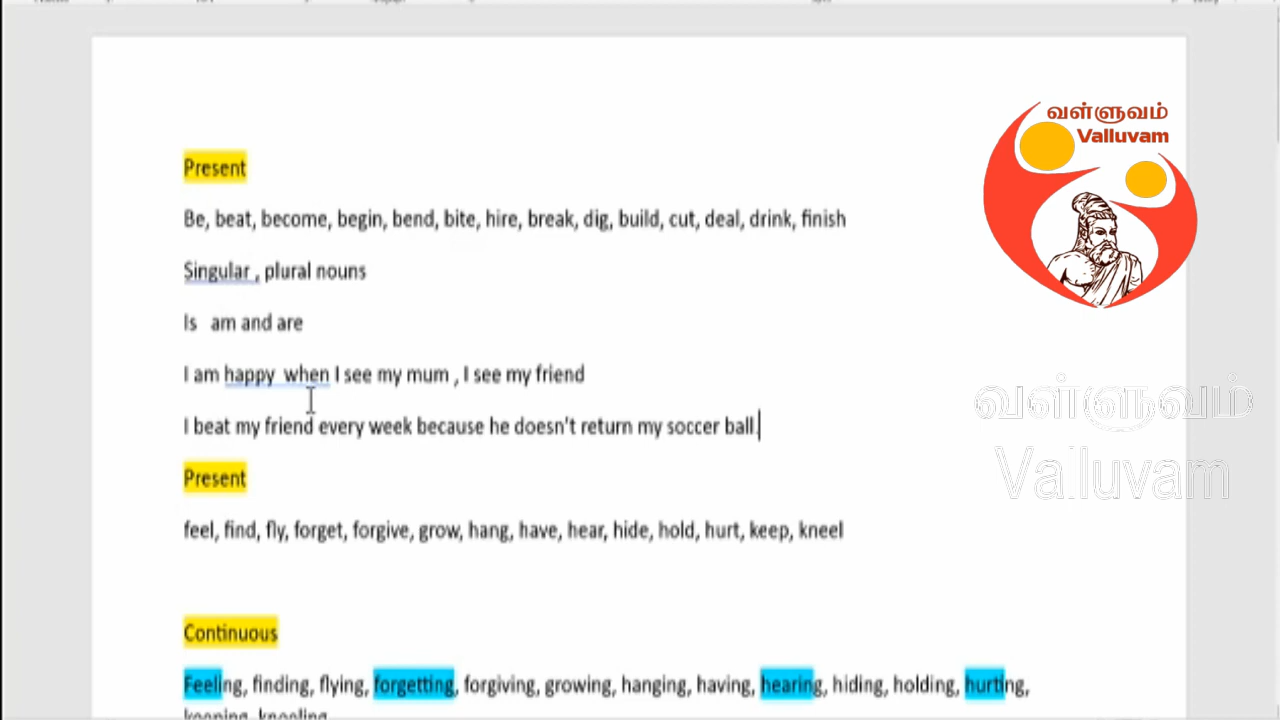 வள்ளுவம்
Valluvam
Present
Be, beat, become, begin, bend, bite, hire, break, dig, build, cut, deal, drink, finish
Singular , plural nouns
Is am and are
I am happy when I see my mum , I see my friend
வள்ளுவம்
I beat my friend every week because he doesn't return my soccer ball.
Valluvam
Present
feel, find, fly, forget, forgive, grow, hang, have, hear, hide, hold, hurt, keep, kneel
Continuous
Feeling, finding, flying, forgetting, forgiving, growing, hanging, having, hearing, hiding, holding, hurting,
keeping, kneeling